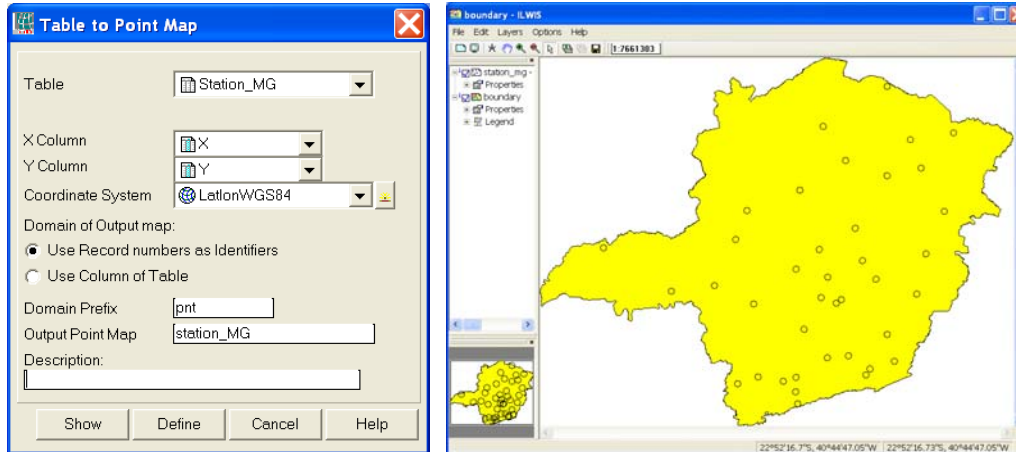 Table to Point Map
Table
Station_MG
X Column
X
Y Column
Y
Coordinate System
LatlonWGS84
Domain of Output map:
Use Record numbers as Identifiers
Use Column of Table
Domain Prefix
pnt
Output Point Map
station_MG
Description:
Show
Define
Cancel
Help
boundary - ILWIS
File Edit Layers Options Help
1:7661303
station_mg -
Properties
boundary
Properties
Legend
22°52'16.7"S, 40°44'47.05"W
22°52'16.73"S, 40°44'47.05"W